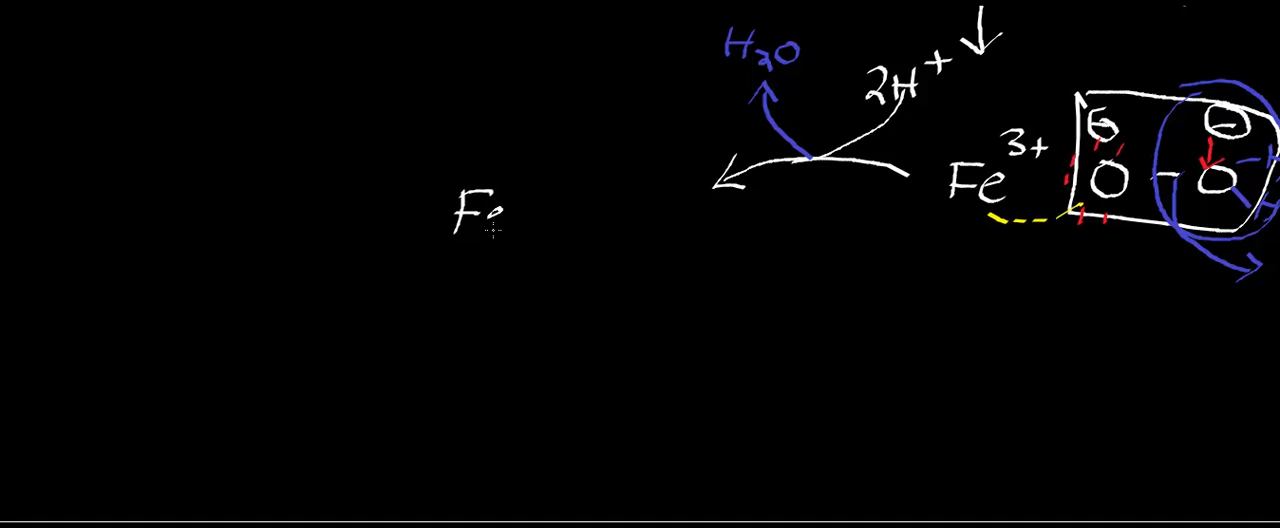 H₂O
2H⁺
Fe³⁺
⊖ ⊖
O - O
H
H
Fe